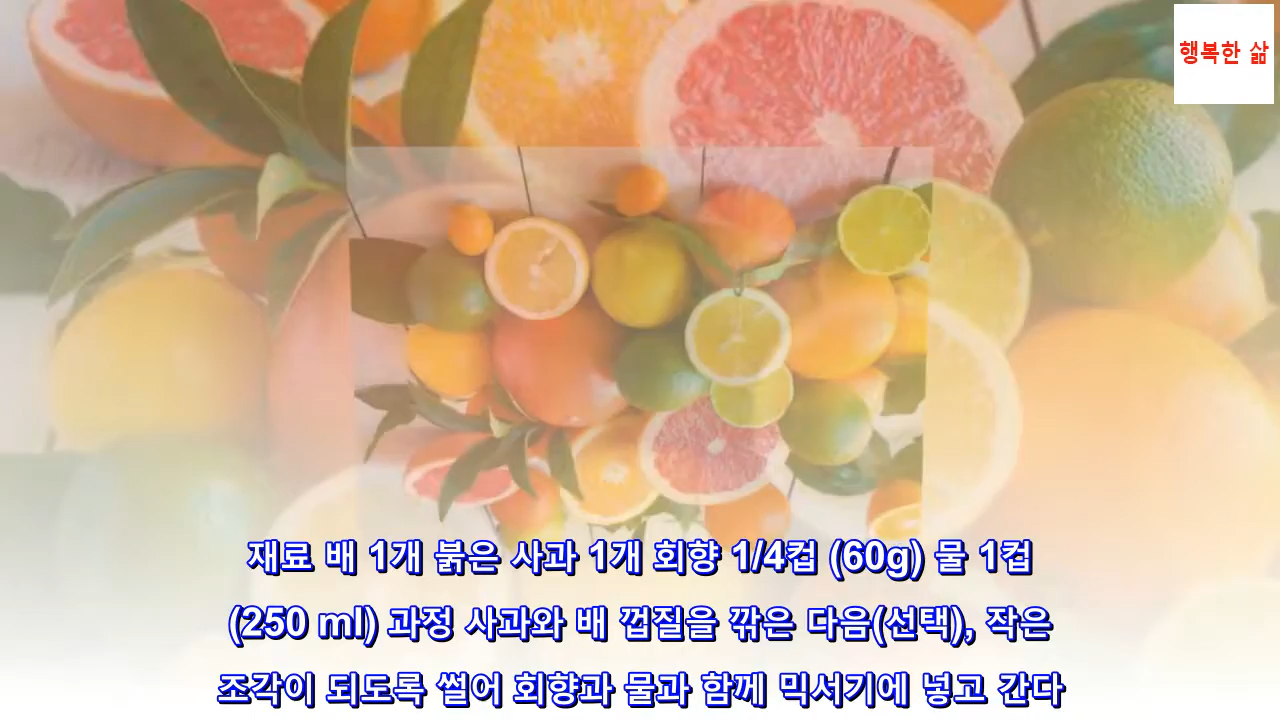 행복한 삶
재료 배 1개 붉은 사과 1개 회향 1/4컵 (60g) 물 1컵
(250 ml) 과정 사과와 배 껍질을 깎은 다음(선택), 작은
조각이 되도록 썰어 회향과 물과 함께 믹서기에 넣고 간다